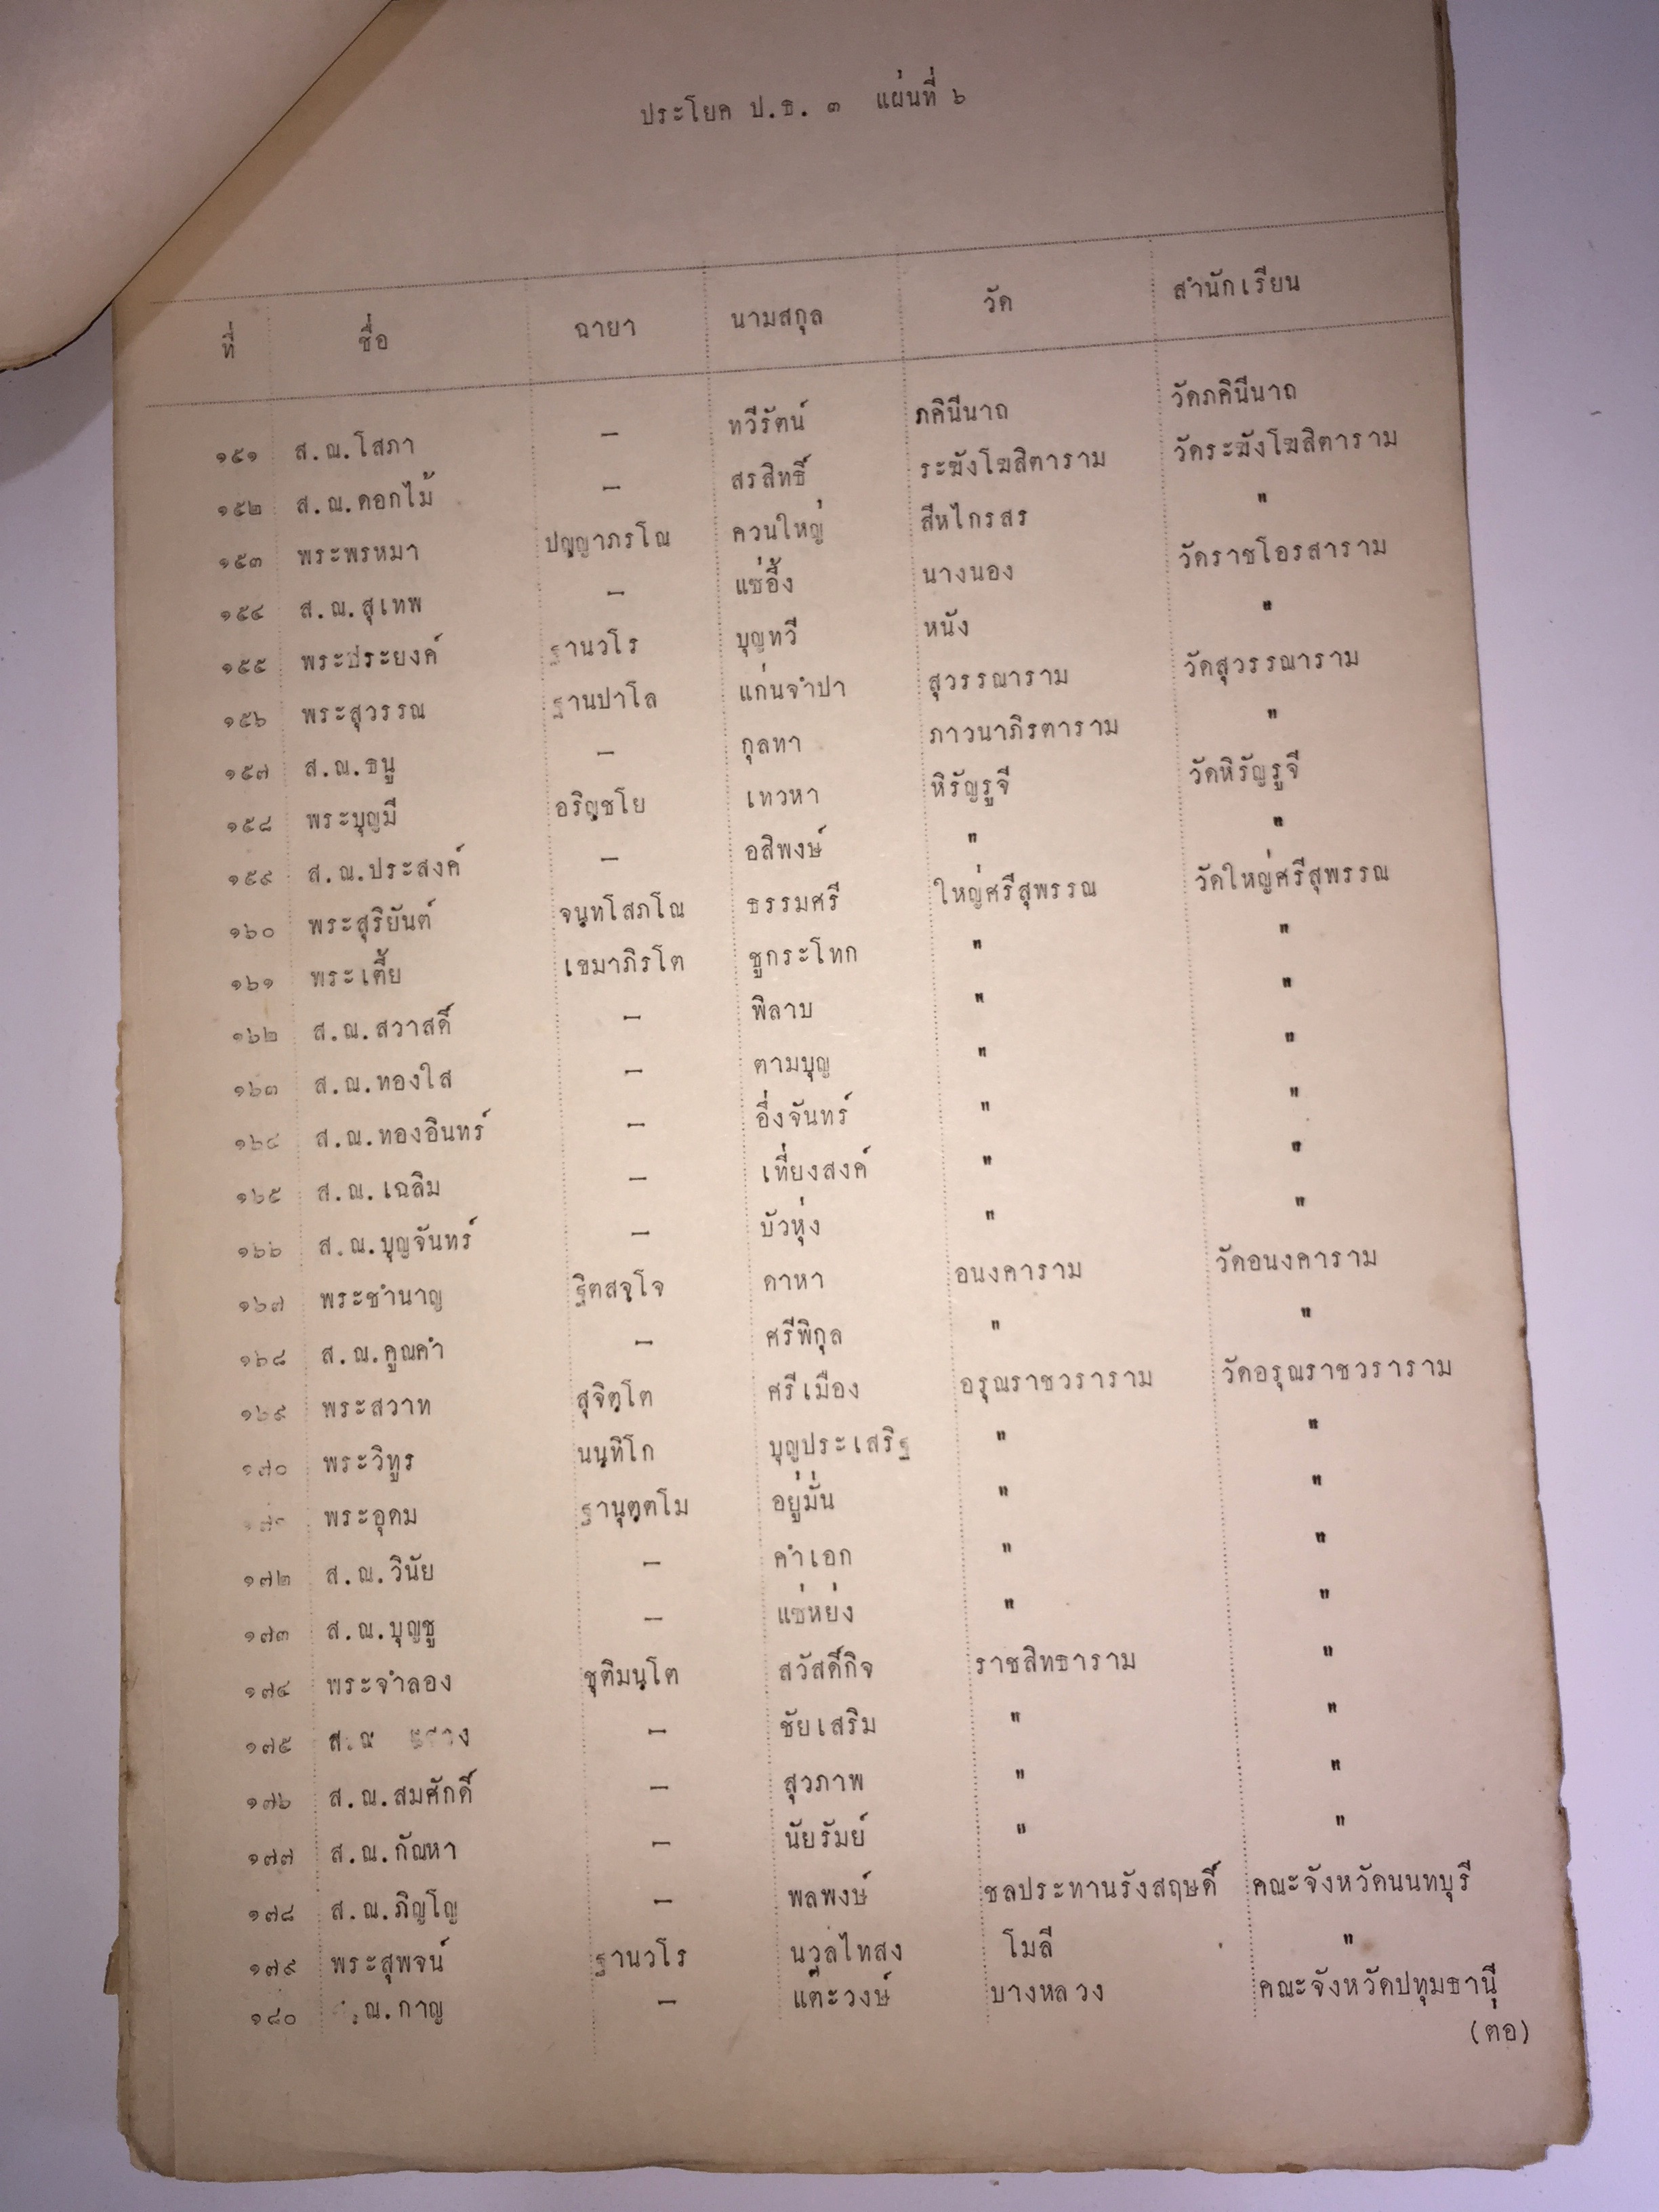 ประโยค ป.ธ. ๓ แผ่นที่ ๖
ที่ ชื่อ ฉายา นามสกุล วัด สำนักเรียน
๑๕๑ ส.ณ.โสภา — ทวีรัตน์ ภคินีนาถ วัดภคินีนาถ
๑๕๒ ส.ณ.ดอกไม้ — สรสิทธิ์ ระฆังโฆสิตาราม วัดระฆังโฆสิตาราม
๑๕๓ พระพรหมา ปญฺญาภรโณ ควนใหญ่ สีหไกรสร "
๑๕๔ ส.ณ.สุเทพ — แซ่อึ้ง นางนอง วัดราชโอรสาราม
๑๕๕ พระประยงค์ ฐานวโร บุญทวี หนัง "
๑๕๖ พระสุวรรณ ฐานปาโล แก่นจำปา สุวรรณาราม วัดสุวรรณาราม
๑๕๗ ส.ณ.ธนู — กุลทา ภาวนาภิรตาราม "
๑๕๘ พระบุญมี อริญฺชโย เทวหา หิรัญรูจี วัดหิรัญรูจี
๑๕๙ ส.ณ.ประสงค์ — อสิพงษ์ " "
๑๖๐ พระสุริยันต์ จนฺทโสภโณ ธรรมศรี ใหญ่ศรีสุพรรณ วัดใหญ่ศรีสุพรรณ
๑๖๑ พระเตี้ย เขมาภิรโต ชูกระโทก " "
๑๖๒ ส.ณ.สวาสดิ์ — พิลาบ " "
๑๖๓ ส.ณ.ทองใส — ตามบุญ " "
๑๖๔ ส.ณ.ทองอินทร์ — อึ่งจันทร์ " "
๑๖๕ ส.ณ.เฉลิม — เที่ยงสงค์ " "
๑๖๖ ส.ณ.บุญจันทร์ — บัวหุ่ง " "
๑๖๗ พระชำนาญ ฐิตสจฺโจ ดาหา อนงคาราม วัดอนงคาราม
๑๖๘ ส.ณ.คูณคำ — ศรีพิกุล " "
๑๖๙ พระสวาท สุจิตฺโต ศรีเมือง อรุณราชวราราม วัดอรุณราชวราราม
๑๗๐ พระวิทูร นนฺทิโก บุญประเสริฐ " "
พระอุดม ฐานุตฺตโม อยู่มั่น " "
๑๗๒ ส.ณ.วินัย — คำเอก " "
๑๗๓ ส.ณ.บุญชู — แซ่หย่ง " "
๑๗๔ พระจำลอง ชุติมนฺโต สวัสดิ์กิจ ราชสิทธาราม "
๑๗๕ ส.ณ — ชัยเสริม " "
๑๗๖ ส.ณ.สมศักดิ์ — สุวภาพ " "
๑๗๗ ส.ณ.กัณหา — นัยรัมย์ " "
๑๗๘ ส.ณ.ภิญโญ — พลพงษ์ ชลประทานรังสฤษดิ์ คณะจังหวัดนนทบุรี
๑๗๙ พระสุพจน์ ฐานวโร นวลไทสง โมลี "
๑๘๐ ณ.กาญ — แต๊ะวงษ์ บางหลวง คณะจังหวัดปทุมธานี
(ตอ)